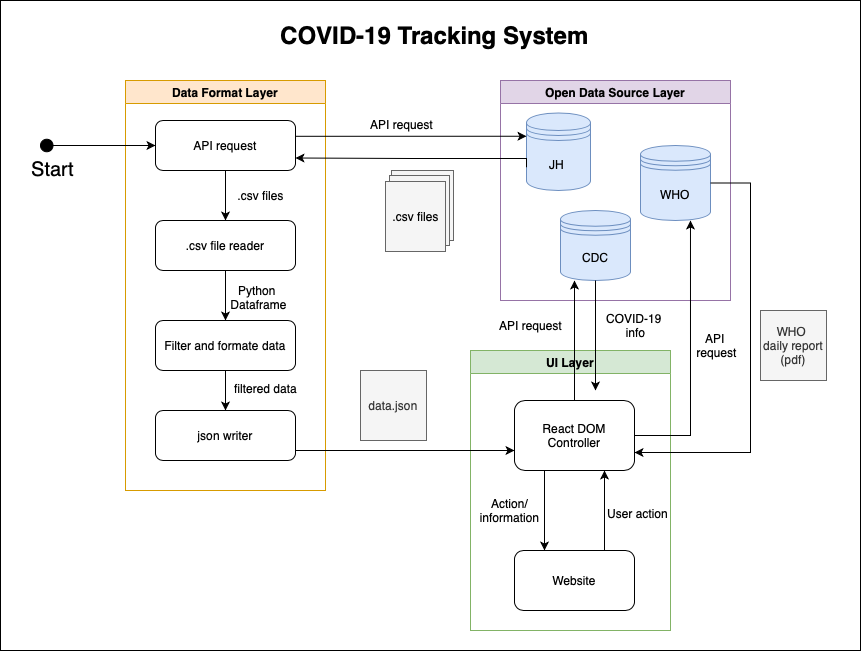 COVID-19 Tracking System
Data Format Layer
Open Data Source Layer
Start
API request
API request
JH
WHO
.csv files
.csv files
.csv file reader
CDC
Python
Dataframe
API request
COVID-19
info
Filter and formate data
API
request
WHO
daily report
(pdf)
UI Layer
filtered data
data.json
json writer
React DOM
Controller
Action/
information
User action
Website